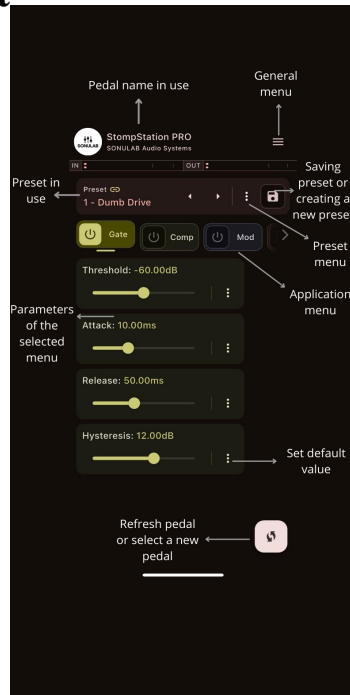 Pedal name in use
General
menu
SONULAB
StompStation PRO
SONULAB Audio Systems
IN
OUT
Saving
preset or
creating a
new prese
Preset in
use
Preset
1 - Dumb Drive
Preset
menu
Gate
Comp
Mod
Application
menu
Threshold: -60.00dB
Parameters
of the
selected
menu
Attack: 10.00ms
Release: 50.00ms
Hysteresis: 12.00dB
Set default
value
Refresh pedal
or select a new
pedal